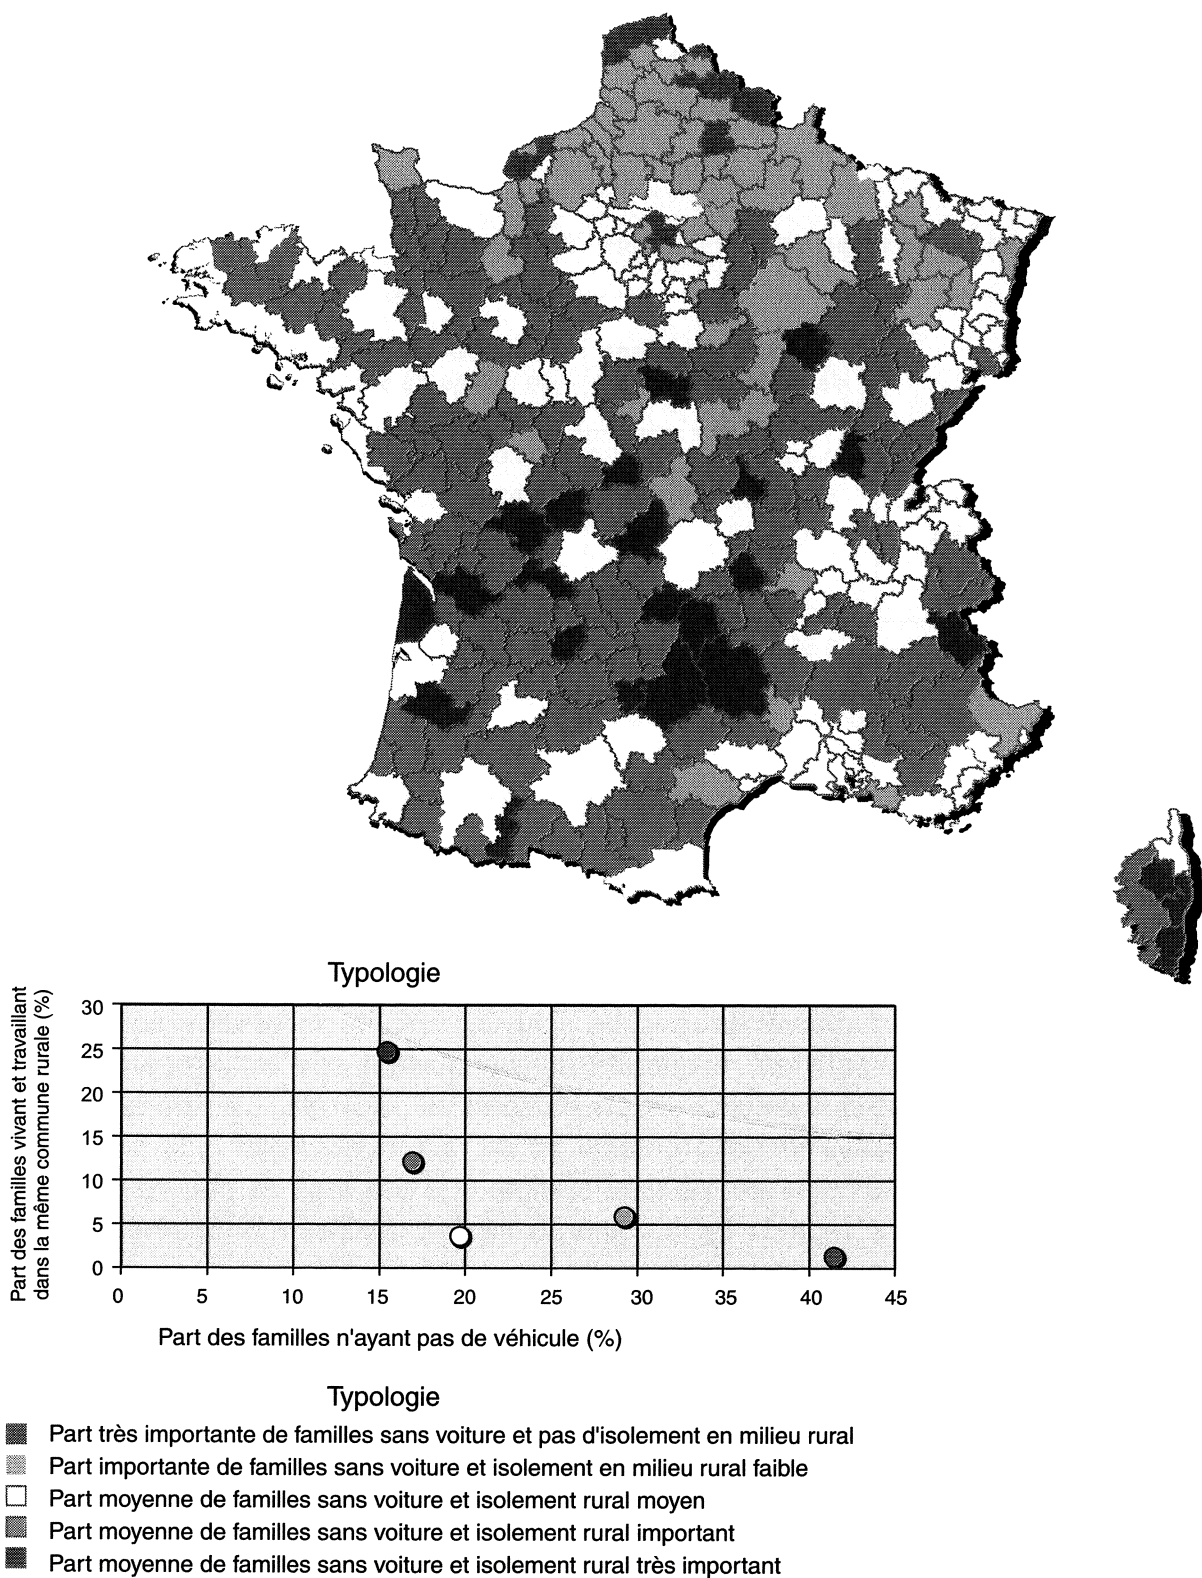 Typologie
Part des familles vivant et travaillant
dans la même commune rurale (%)
30
25
20
15
10
5
0
0 5 10 15 20 25 30 35 40 45
Part des familles n'ayant pas de véhicule (%)
Typologie
Part très importante de familles sans voiture et pas d'isolement en milieu rural
Part importante de familles sans voiture et isolement en milieu rural faible
Part moyenne de familles sans voiture et isolement rural moyen
Part moyenne de familles sans voiture et isolement rural important
Part moyenne de familles sans voiture et isolement rural très important